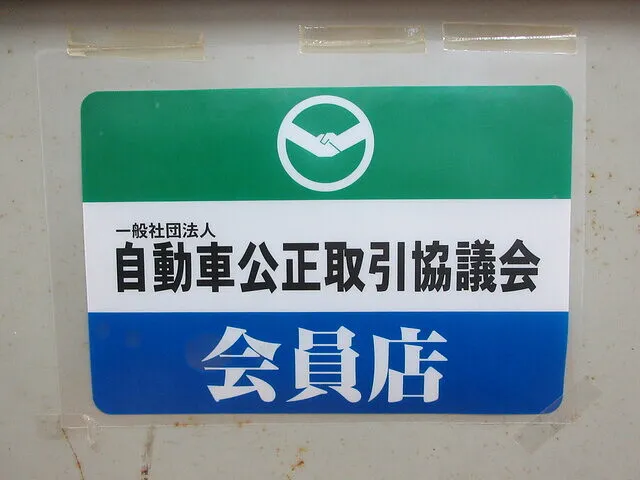 一般社団法人
自動車公正取引協議会
会員店